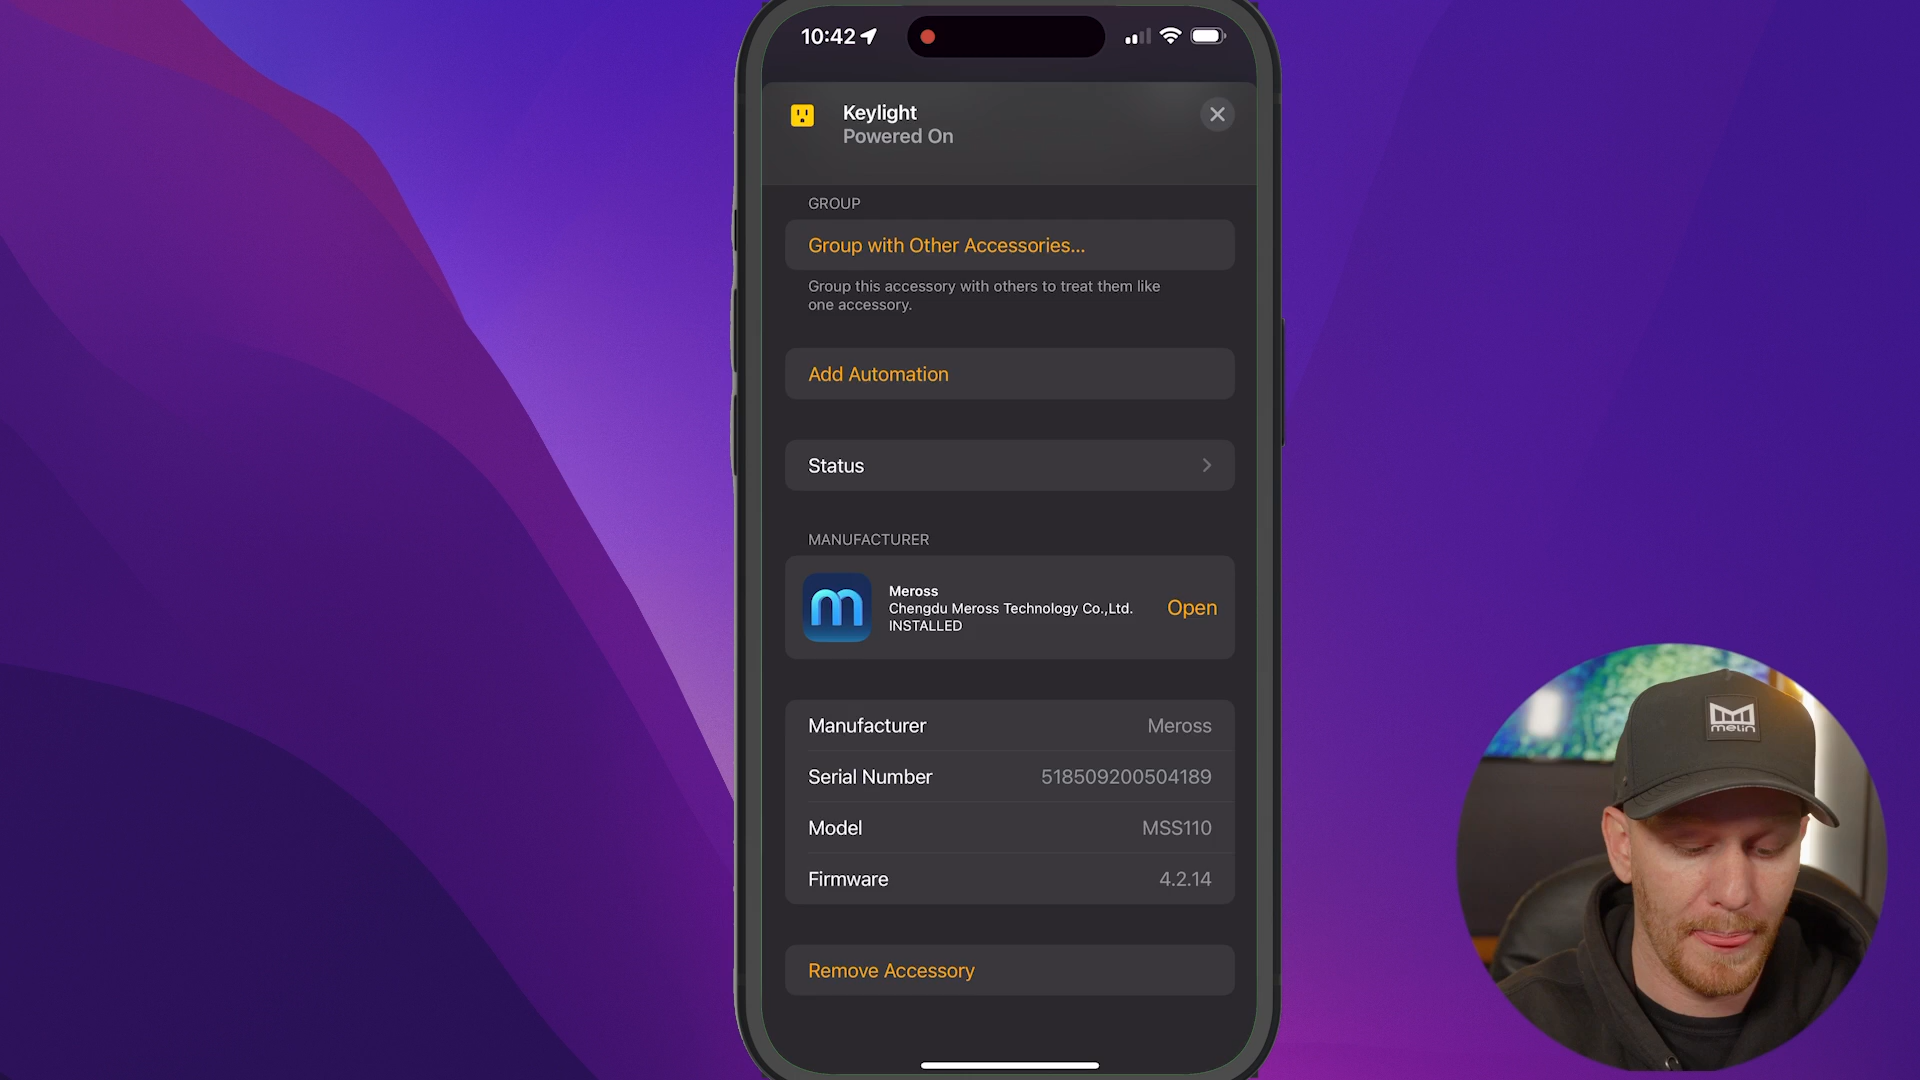 10:42
Keylight
Powered On
GROUP
Group with Other Accessories...
Group this accessory with others to treat them like
one accessory.
Add Automation
Status
MANUFACTURER
m
Meross
Chengdu Meross Technology Co.,Ltd.
INSTALLED
Open
Manufacturer Meross
Serial Number 518509200504189
Model MSS110
Firmware 4.2.14
Remove Accessory
melin